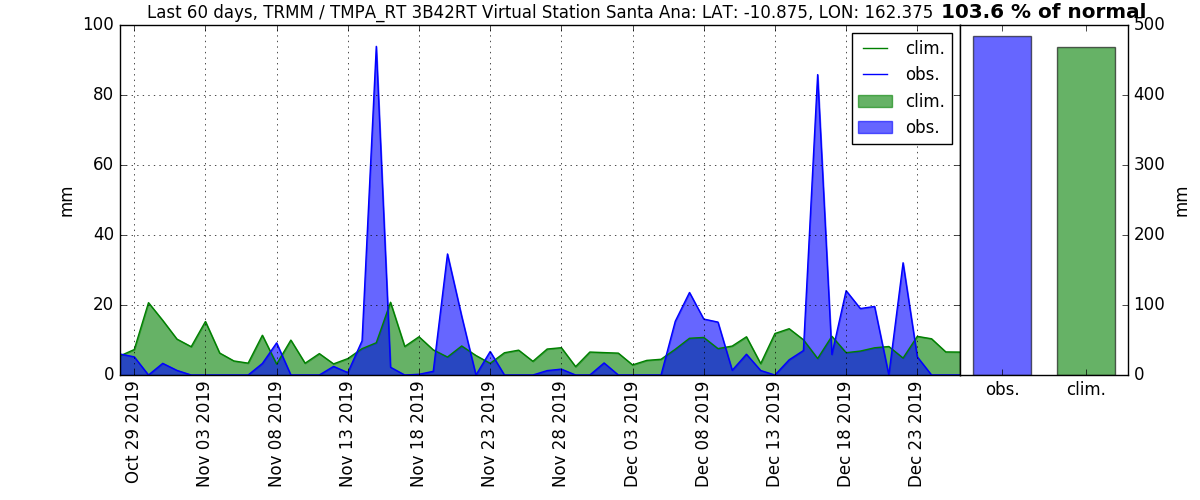 Last 60 days, TRMM / TMPA_RT 3B42RT Virtual Station Santa Ana: LAT: -10.875, LON: 162.375 103.6 % of normal
100 500
80 400
60 300
40 200
20 100
0 0
mm
mm
clim.
obs.
clim.
obs.
obs. clim.
Oct 29 2019
Nov 03 2019
Nov 08 2019
Nov 13 2019
Nov 18 2019
Nov 23 2019
Nov 28 2019
Dec 03 2019
Dec 08 2019
Dec 13 2019
Dec 18 2019
Dec 23 2019